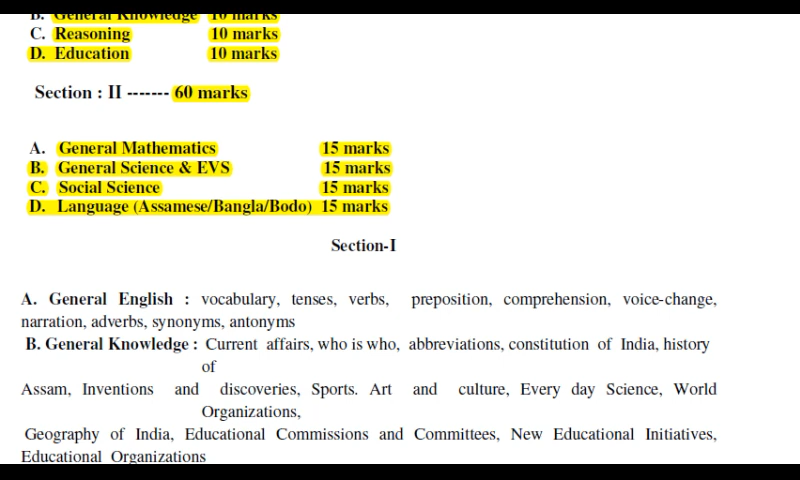 B. General Knowledge 10 marks
C. Reasoning 10 marks
D. Education 10 marks
Section : II ------- 60 marks
A. General Mathematics 15 marks
B. General Science & EVS 15 marks
C. Social Science 15 marks
D. Language (Assamese/Bangla/Bodo) 15 marks
Section-I
A. General English : vocabulary, tenses, verbs, preposition, comprehension, voice-change,
narration, adverbs, synonyms, antonyms
B. General Knowledge : Current affairs, who is who, abbreviations, constitution of India, history
of
Assam, Inventions and discoveries, Sports. Art and culture, Every day Science, World
Organizations,
Geography of India, Educational Commissions and Committees, New Educational Initiatives,
Educational Organizations